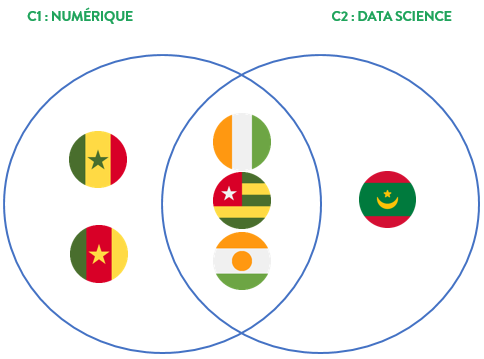 C1 : NUMÉRIQUE
C2 : DATA SCIENCE